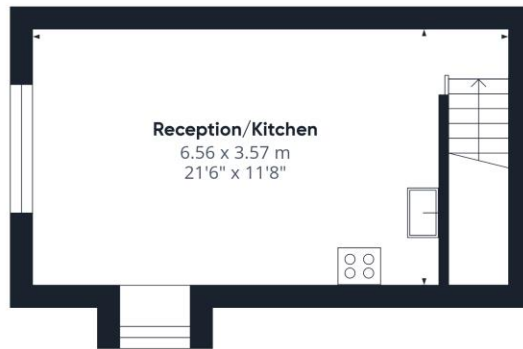 Reception/Kitchen
6.56 x 3.57 m
21'6" x 11'8"